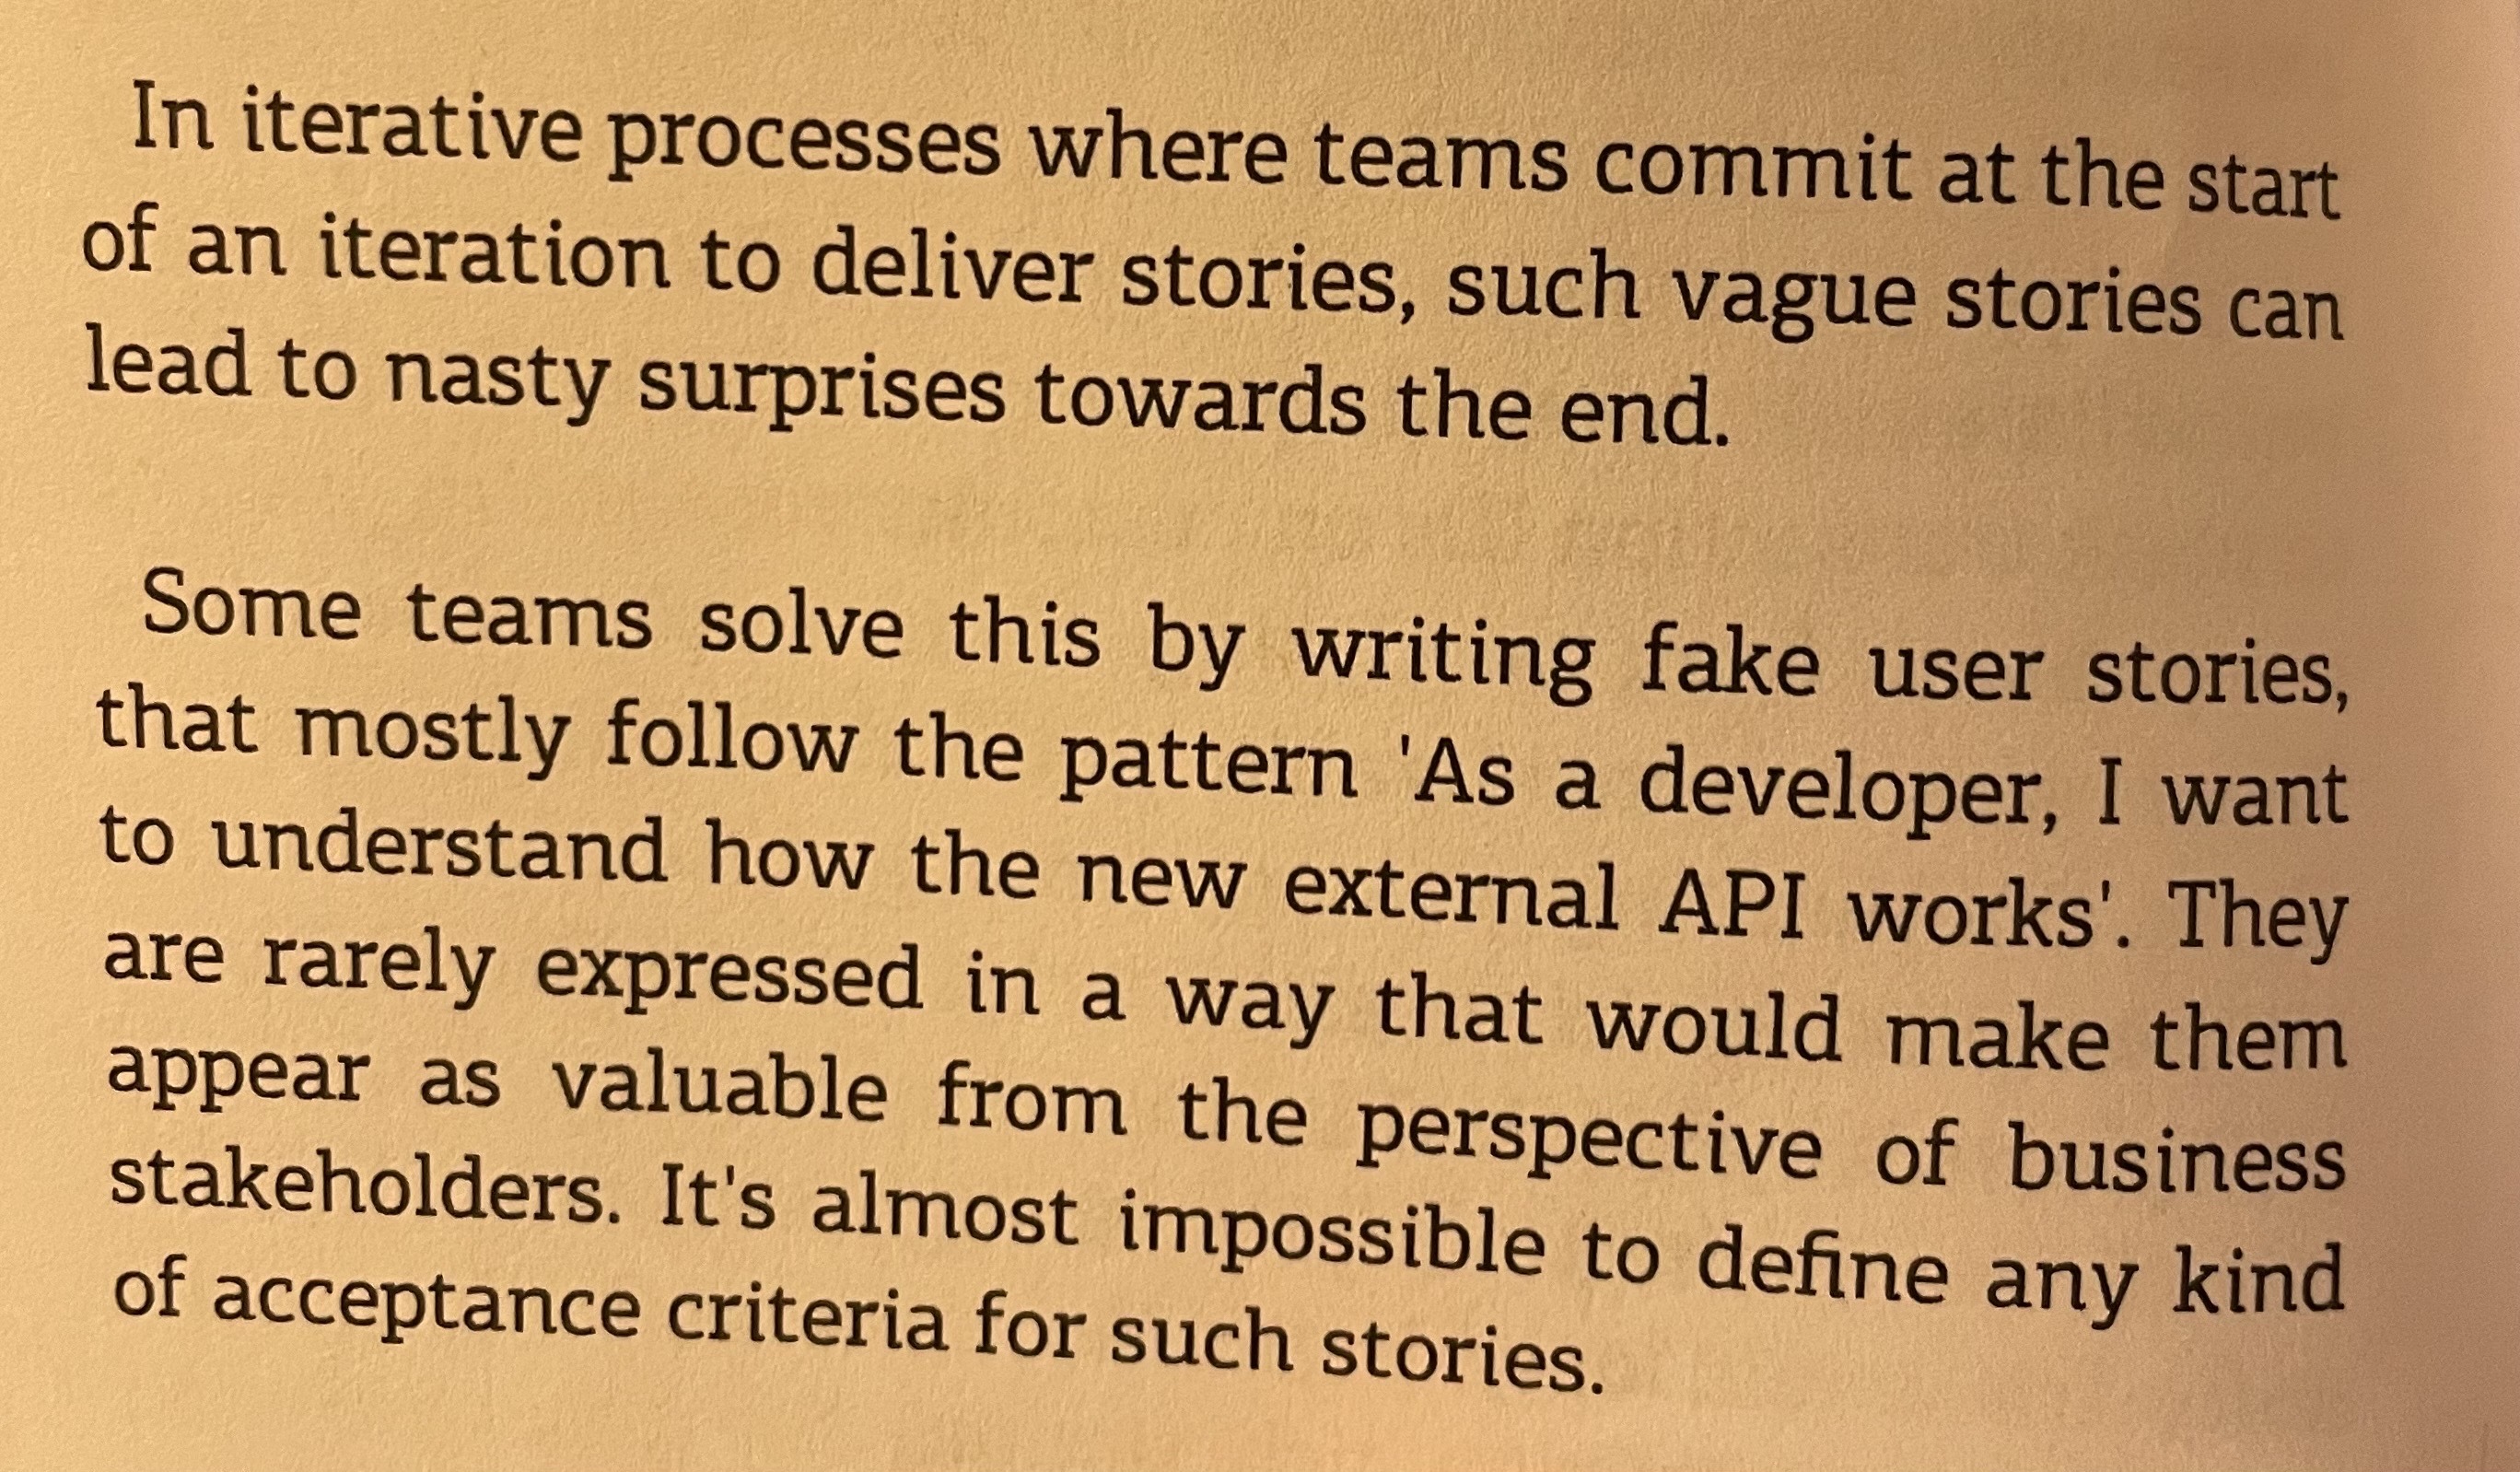 In iterative processes where teams commit at the start
of an iteration to deliver stories, such vague stories can
lead to nasty surprises towards the end.
Some teams solve this by writing fake user stories,
that mostly follow the pattern 'As a developer, I want
to understand how the new external API works'. They
are rarely expressed in a way that would make them
appear as valuable from the perspective of business
stakeholders. It's almost impossible to define any kind
of acceptance criteria for such stories.